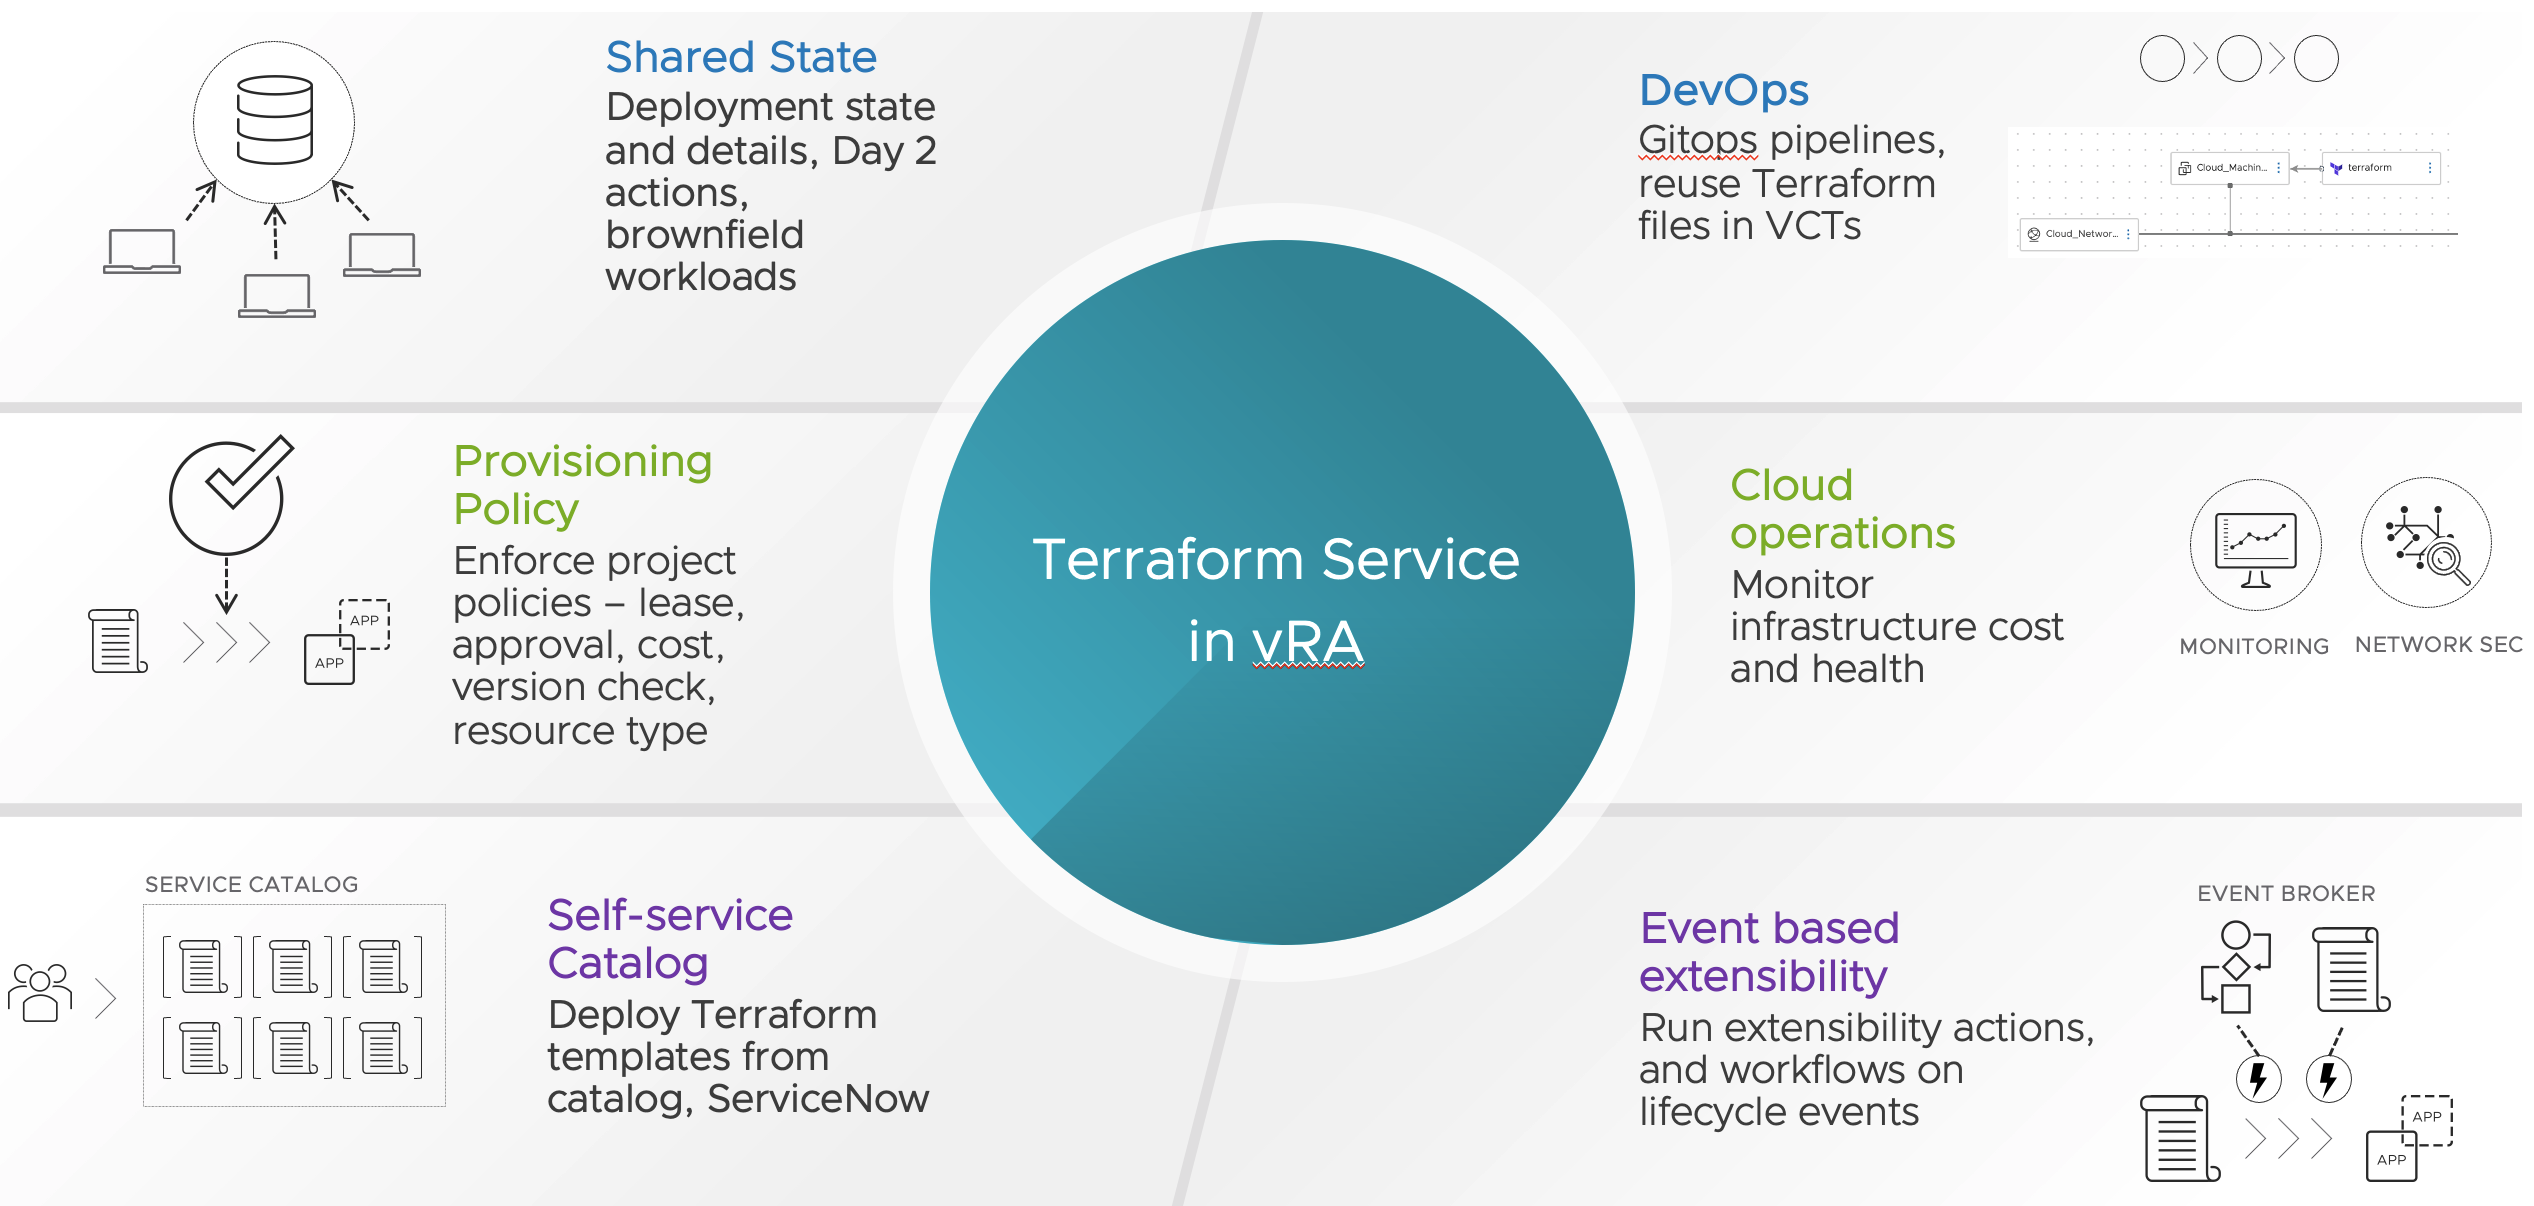 Shared State
Deployment state
and details, Day 2
actions,
brownfield
workloads
DevOps
Gitops pipelines,
reuse Terraform
files in VCTs
Cloud_Machin...
terraform
Cloud_Networ...
Provisioning
Policy
Enforce project
policies – lease,
approval, cost,
version check,
resource type
APP
APP
Terraform Service
in vRA
Cloud
operations
Monitor
infrastructure cost
and health
MONITORING
NETWORK SEC
SERVICE CATALOG
Self-service
Catalog
Deploy Terraform
templates from
catalog, ServiceNow
Event based
extensibility
Run extensibility actions,
and workflows on
lifecycle events
EVENT BROKER
APP
APP